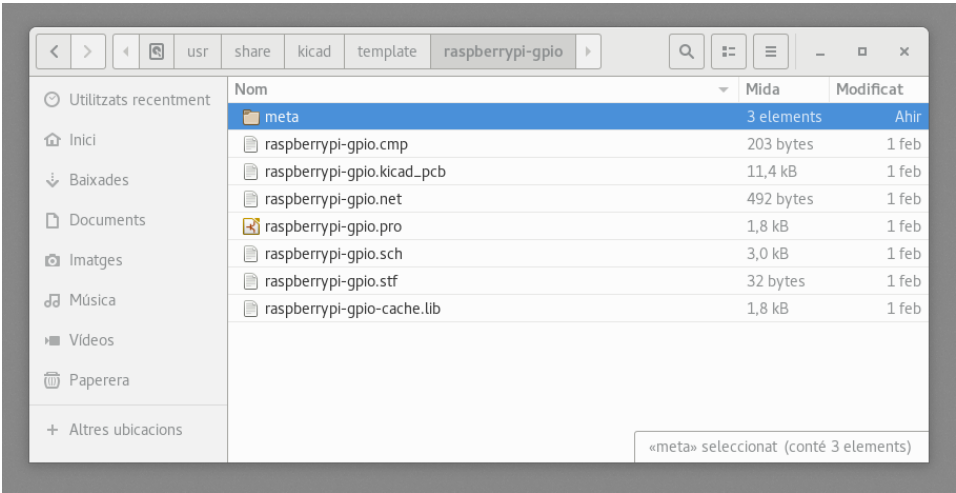 usr share kicad template raspberrypi-gpio
Utilitzats recentment
Inici
Baixades
Documents
Imatges
Música
Vídeos
Paperera
Altres ubicacions
Nom Mida Modificat
meta 3 elements Ahir
raspberrypi-gpio.cmp 203 bytes 1 feb
raspberrypi-gpio.kicad_pcb 11,4 kB 1 feb
raspberrypi-gpio.net 492 bytes 1 feb
raspberrypi-gpio.pro 1,8 kB 1 feb
raspberrypi-gpio.sch 3,0 kB 1 feb
raspberrypi-gpio.stf 32 bytes 1 feb
raspberrypi-gpio-cache.lib 1,8 kB 1 feb
«meta» seleccionat (conté 3 elements)